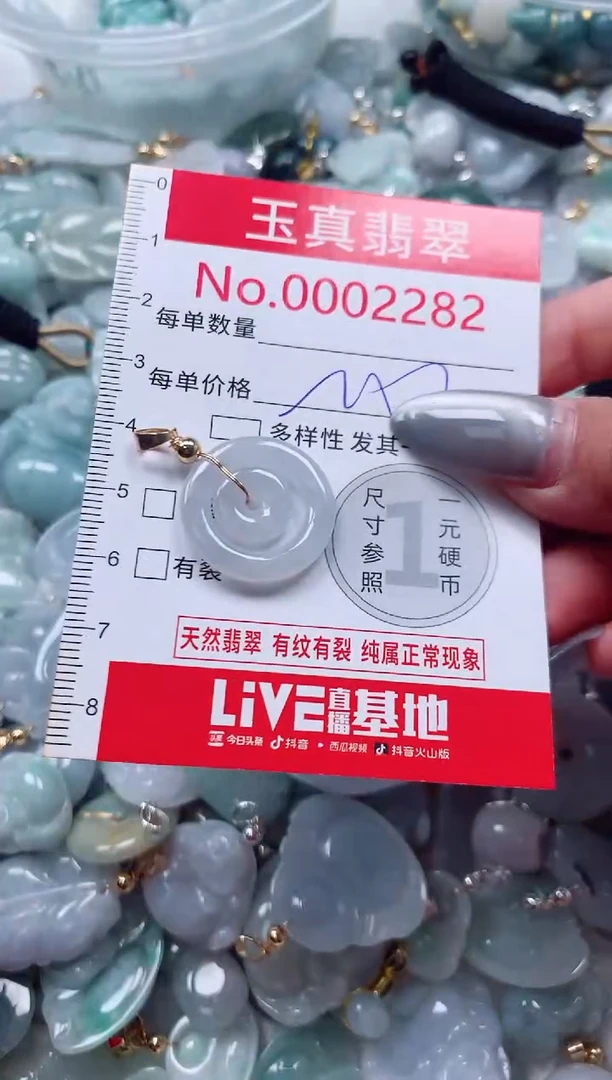 0
1
2
3
4
5
6
7
8
玉真翡翠
No.0002282
每单数量
每单价格
多样性 发其一
有裂
尺寸参照
1
一元硬币
天然翡翠 有纹有裂 纯属正常现象
LiVE直播基地
头条 今日头条 抖音 • 西瓜视频 抖音火山版